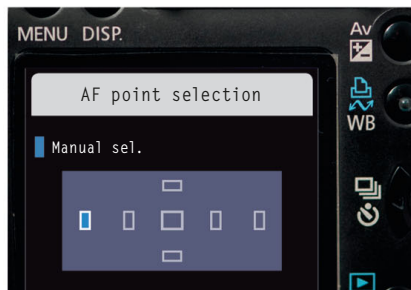 MENU DISP.
Av
AF point selection
WB
Manual sel.